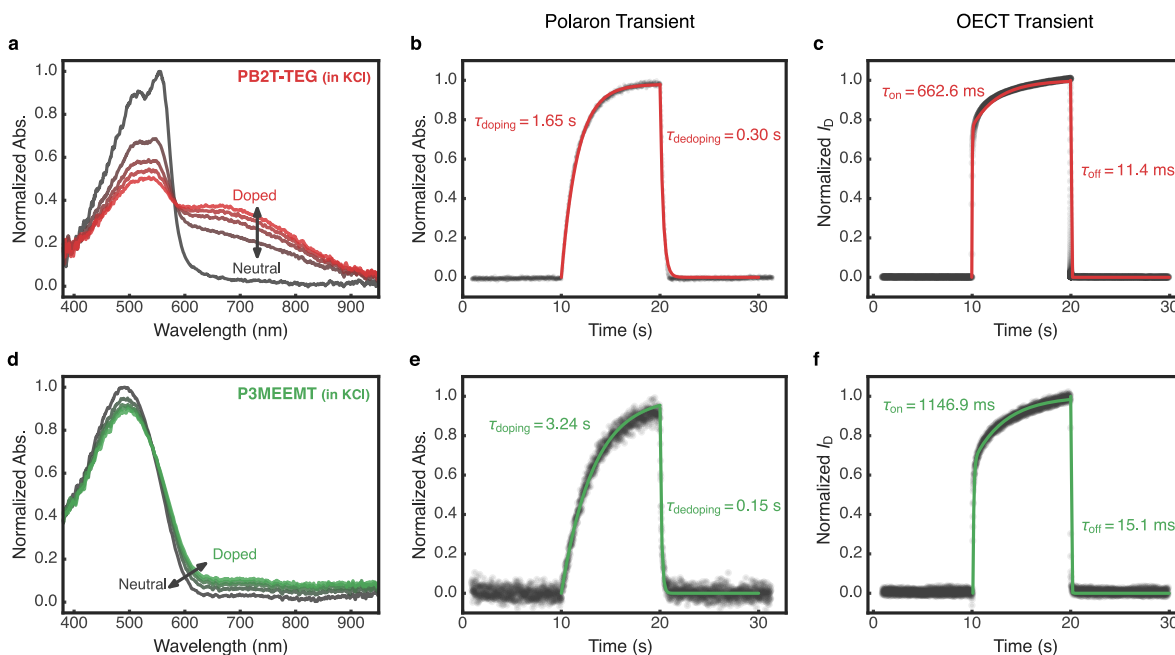 Polaron Transient
OECT Transient
a
PB2T-TEG (in KCl)
1.0
0.8
0.6
0.4
0.2
0.0
Normalized Abs.
Doped
Neutral
400 500 600 700 800 900
Wavelength (nm)
b
1.0
0.8
0.6
0.4
0.2
0.0
Normalized Abs.
τdoping = 1.65 s
τdedoping = 0.30 s
0 10 20 30
Time (s)
c
1.0
0.8
0.6
0.4
0.2
0.0
Normalized ID
τon = 662.6 ms
τoff = 11.4 ms
0 10 20 30
Time (s)
d
P3MEEMT (in KCl)
1.0
0.8
0.6
0.4
0.2
0.0
Normalized Abs.
Doped
Neutral
400 500 600 700 800 900
Wavelength (nm)
e
1.0
0.8
0.6
0.4
0.2
0.0
Normalized Abs.
τdoping = 3.24 s
τdedoping = 0.15 s
0 10 20 30
Time (s)
f
1.0
0.8
0.6
0.4
0.2
0.0
Normalized ID
τon = 1146.9 ms
τoff = 15.1 ms
0 10 20 30
Time (s)